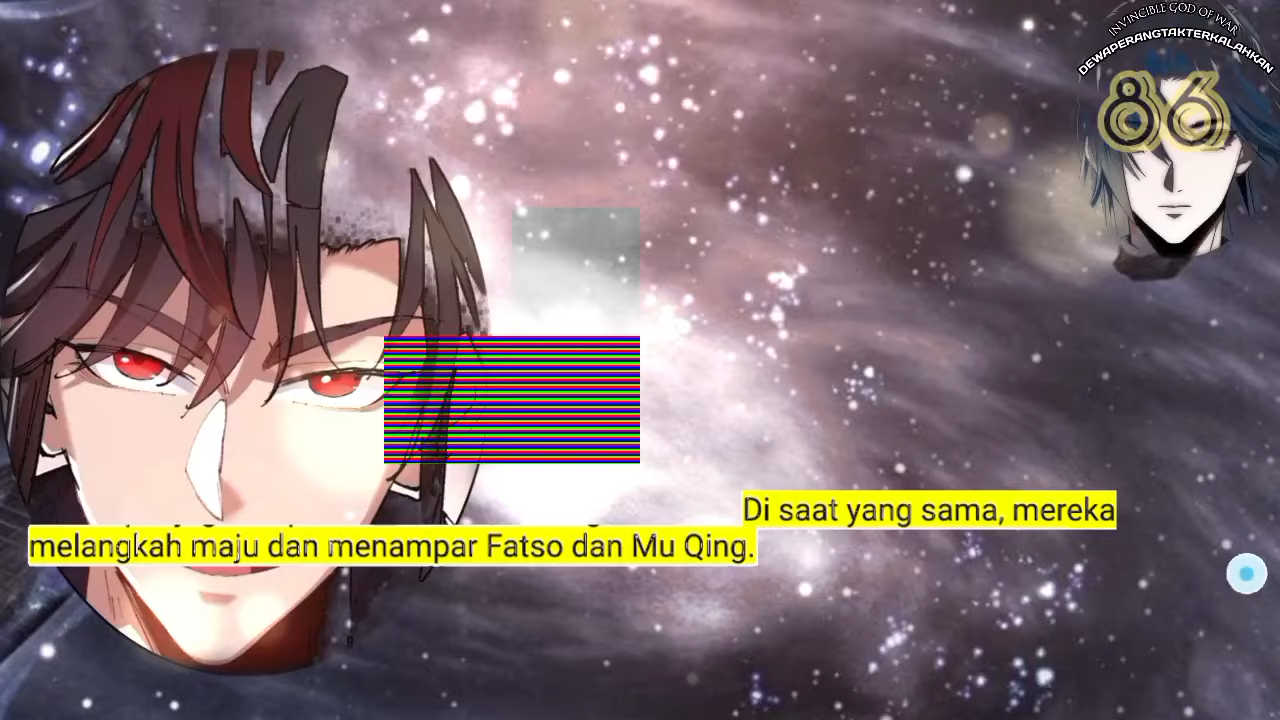 INVINCIBLE GOD OF WAR
DEWAPERANGTAKTERKALAHKAN
86
Di saat yang sama, mereka
melangkah maju dan menampar Fatso dan Mu Qing.